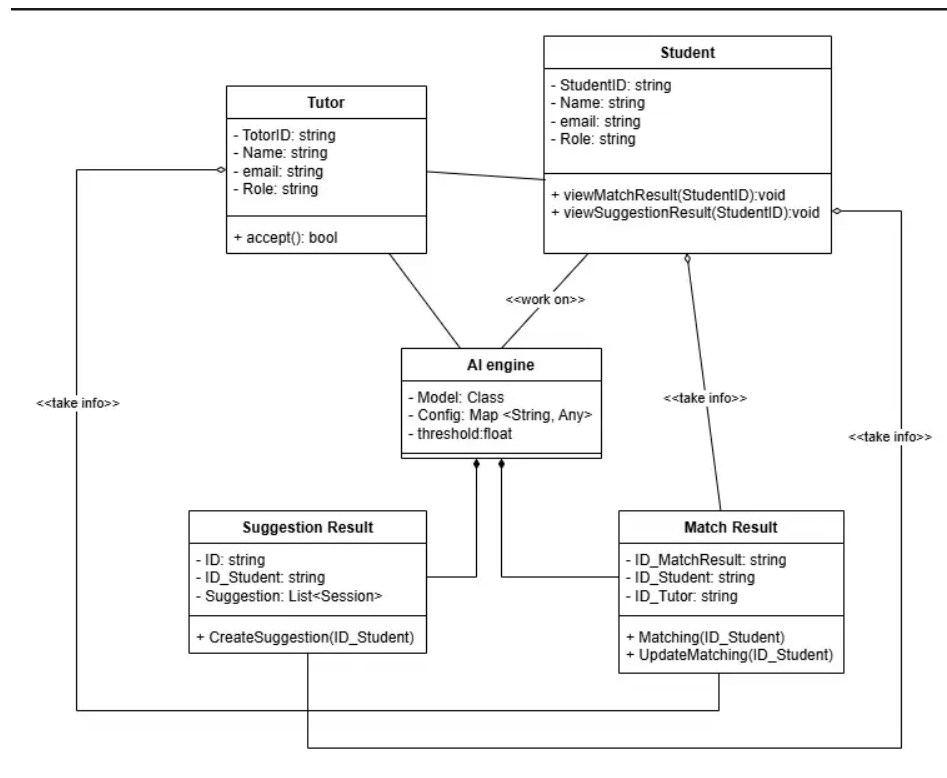 Student
- StudentID: string
- Name: string
- email: string
- Role: string
+ viewMatchResult(StudentID):void
+ viewSuggestionResult(StudentID):void
Tutor
- TotorID: string
- Name: string
- email: string
- Role: string
+ accept(): bool
<<work on>>
AI engine
- Model: Class
- Config: Map <String, Any>
- threshold:float
<<take info>>
<<take info>>
<<take info>>
Suggestion Result
- ID: string
- ID_Student: string
- Suggestion: List<Session>
+ CreateSuggestion(ID_Student)
Match Result
- ID_MatchResult: string
- ID_Student: string
- ID_Tutor: string
+ Matching(ID_Student)
+ UpdateMatching(ID_Student)